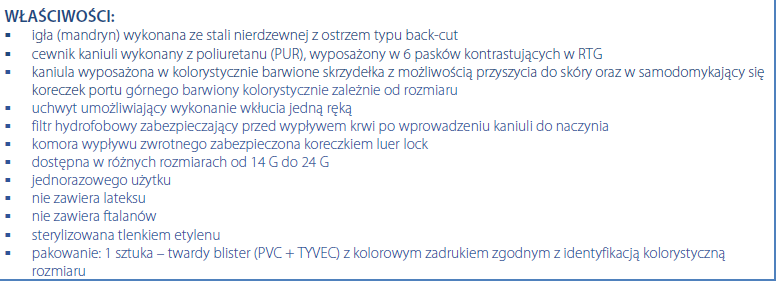 WŁAŚCIWOŚCI:
▪ igła (mandryn) wykonana ze stali nierdzewnej z ostrzem typu back-cut
▪ cewnik kaniuli wykonany z poliuretanu (PUR), wyposażony w 6 pasków kontrastujących w RTG
▪ kaniula wyposażona w kolorystycznie barwione skrzydełka z możliwością przyszycia do skóry oraz w samodomykający się
koreczek portu górnego barwiony kolorystycznie zależnie od rozmiaru
▪ uchwyt umożliwiający wykonanie wkłucia jedną ręką
▪ filtr hydrofobowy zabezpieczający przed wypływem krwi po wprowadzeniu kaniuli do naczynia
▪ komora wypływu zwrotnego zabezpieczona koreczkiem luer lock
▪ dostępna w różnych rozmiarach od 14 G do 24 G
▪ jednorazowego użytku
▪ nie zawiera lateksu
▪ nie zawiera ftalanów
▪ sterylizowana tlenkiem etylenu
▪ pakowanie: 1 sztuka – twardy blister (PVC + TYVEC) z kolorowym zadrukiem zgodnym z identyfikacją kolorystyczną
rozmiaru